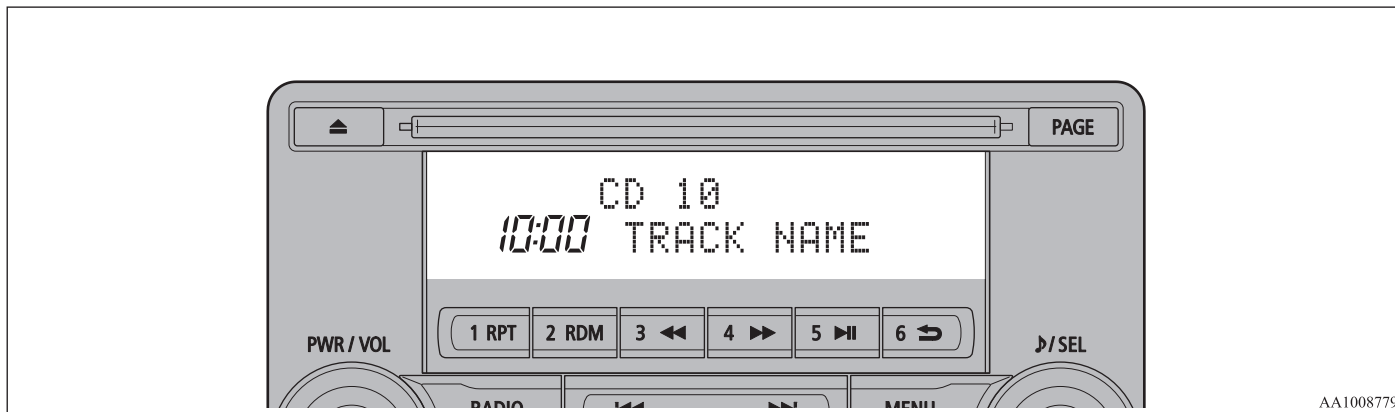 PAGE
CD 10
10:00 TRACK NAME
1 RPT 2 RDM 3 4 5 6
PWR / VOL
♪/ SEL
RADIO
MENU
AA1008779